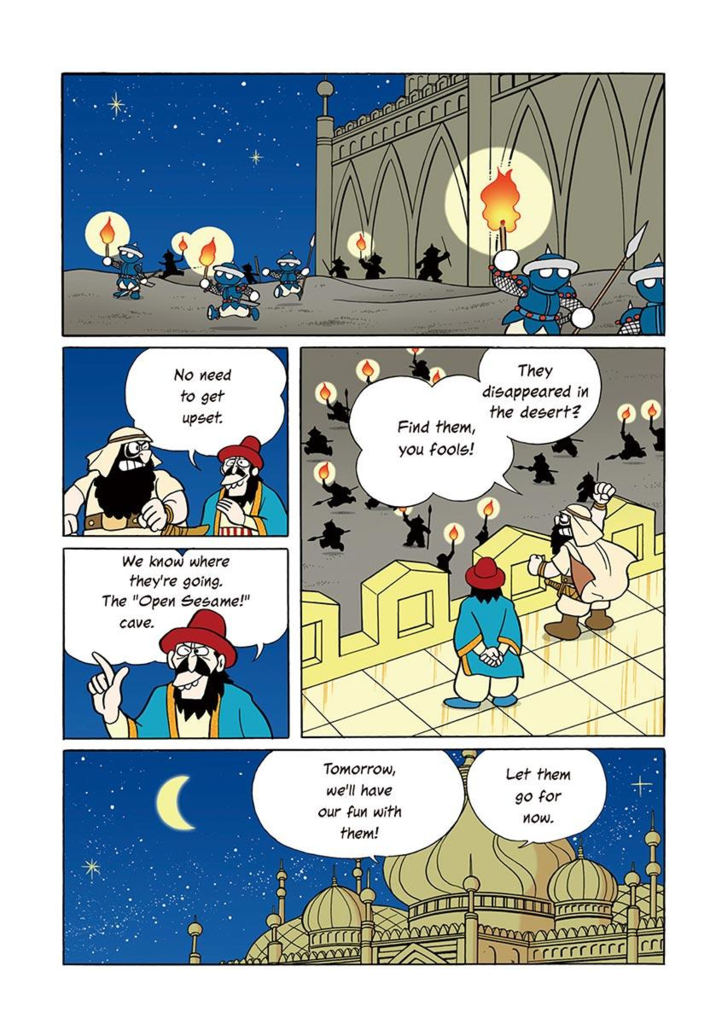 They
disappeared in
the desert?
Find them,
you fools!
No need
to get
upset.
We know where
they're going.
The "Open Sesame!"
cave.
Let them
go for
now.
Tomorrow,
we'll have
our fun with
them!